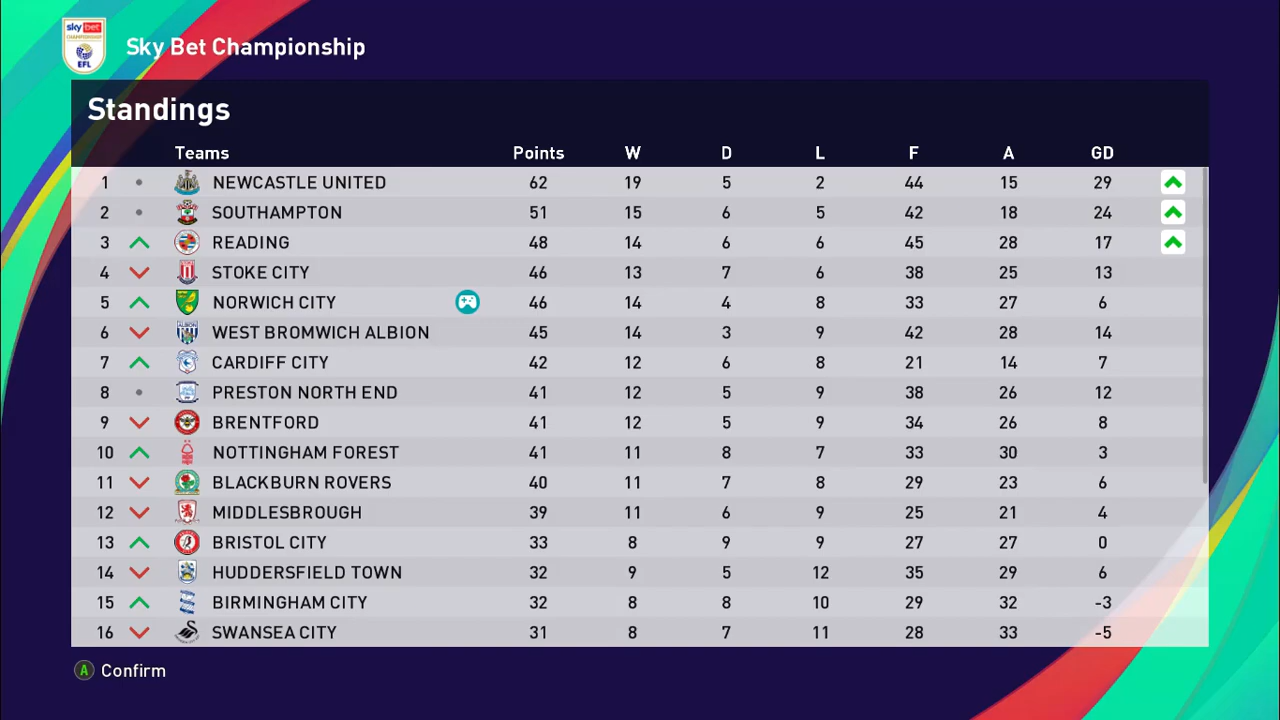 sky bet
CHAMPIONSHIP
EFL
Sky Bet Championship
Standings
Teams Points W D L F A GD
1 NEWCASTLE UNITED 62 19 5 2 44 15 29
2 SOUTHAMPTON 51 15 6 5 42 18 24
3 READING 48 14 6 6 45 28 17
4 STOKE CITY 46 13 7 6 38 25 13
5 NORWICH CITY 46 14 4 8 33 27 6
6 ALBION WEST BROMWICH ALBION 45 14 3 9 42 28 14
7 CARDIFF CITY 42 12 6 8 21 14 7
8 PRESTON NORTH END 41 12 5 9 38 26 12
9 BRENTFORD 41 12 5 9 34 26 8
10 NOTTINGHAM FOREST 41 11 8 7 33 30 3
11 BLACKBURN ROVERS 40 11 7 8 29 23 6
12 MIDDLESBROUGH 39 11 6 9 25 21 4
13 BRISTOL CITY 33 8 9 9 27 27 0
14 HUDDERSFIELD TOWN 32 9 5 12 35 29 6
15 BIRMINGHAM CITY 32 8 8 10 29 32 -3
16 SWANSEA CITY 31 8 7 11 28 33 -5
A Confirm